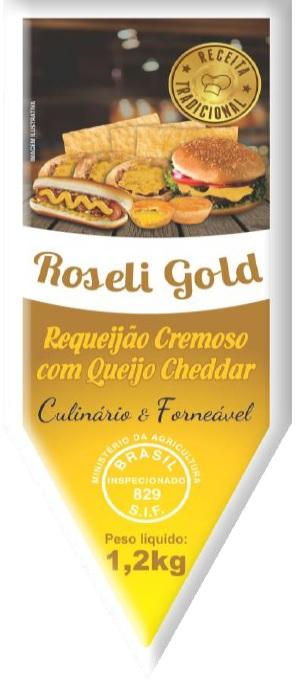 RECEITA
TRADICIONAL
IMAGEM ILUSTRATIVA
Roseli Gold
Requeijão Cremoso
com Queijo Cheddar
Culinário & Forneável
MINISTÉRIO DA AGRICULTURA
BRASIL
INSPECIONADO
829
S.I.F.
Peso líquido:
1,2kg